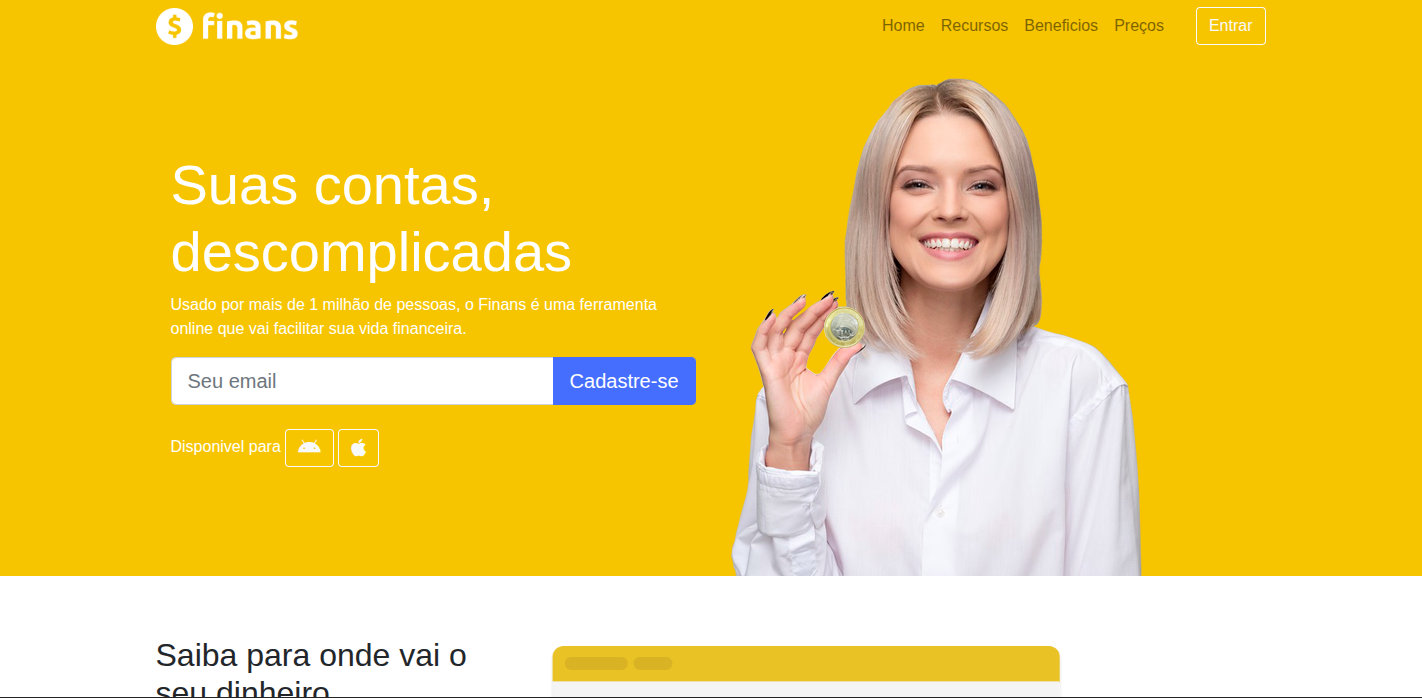 $ finans
Home Recursos Beneficios Preços Entrar
Suas contas,
descomplicadas
Usado por mais de 1 milhão de pessoas, o Finans é uma ferramenta
online que vai facilitar sua vida financeira.
Seu email Cadastre-se
Disponivel para
Saiba para onde vai o
seu dinheiro